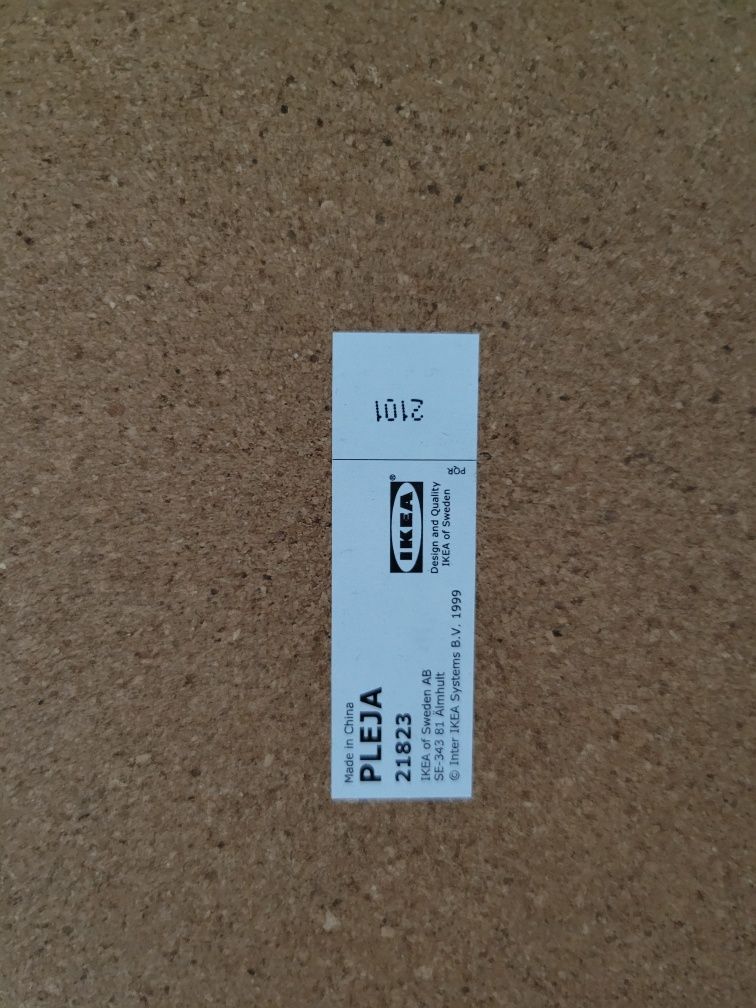 Made in China
PLEJA
21823
IKEA of Sweden AB
SE-343 81 Älmhult
© Inter IKEA Systems B.V. 1999
IKEA®
Design and Quality
IKEA of Sweden
PQR
2101